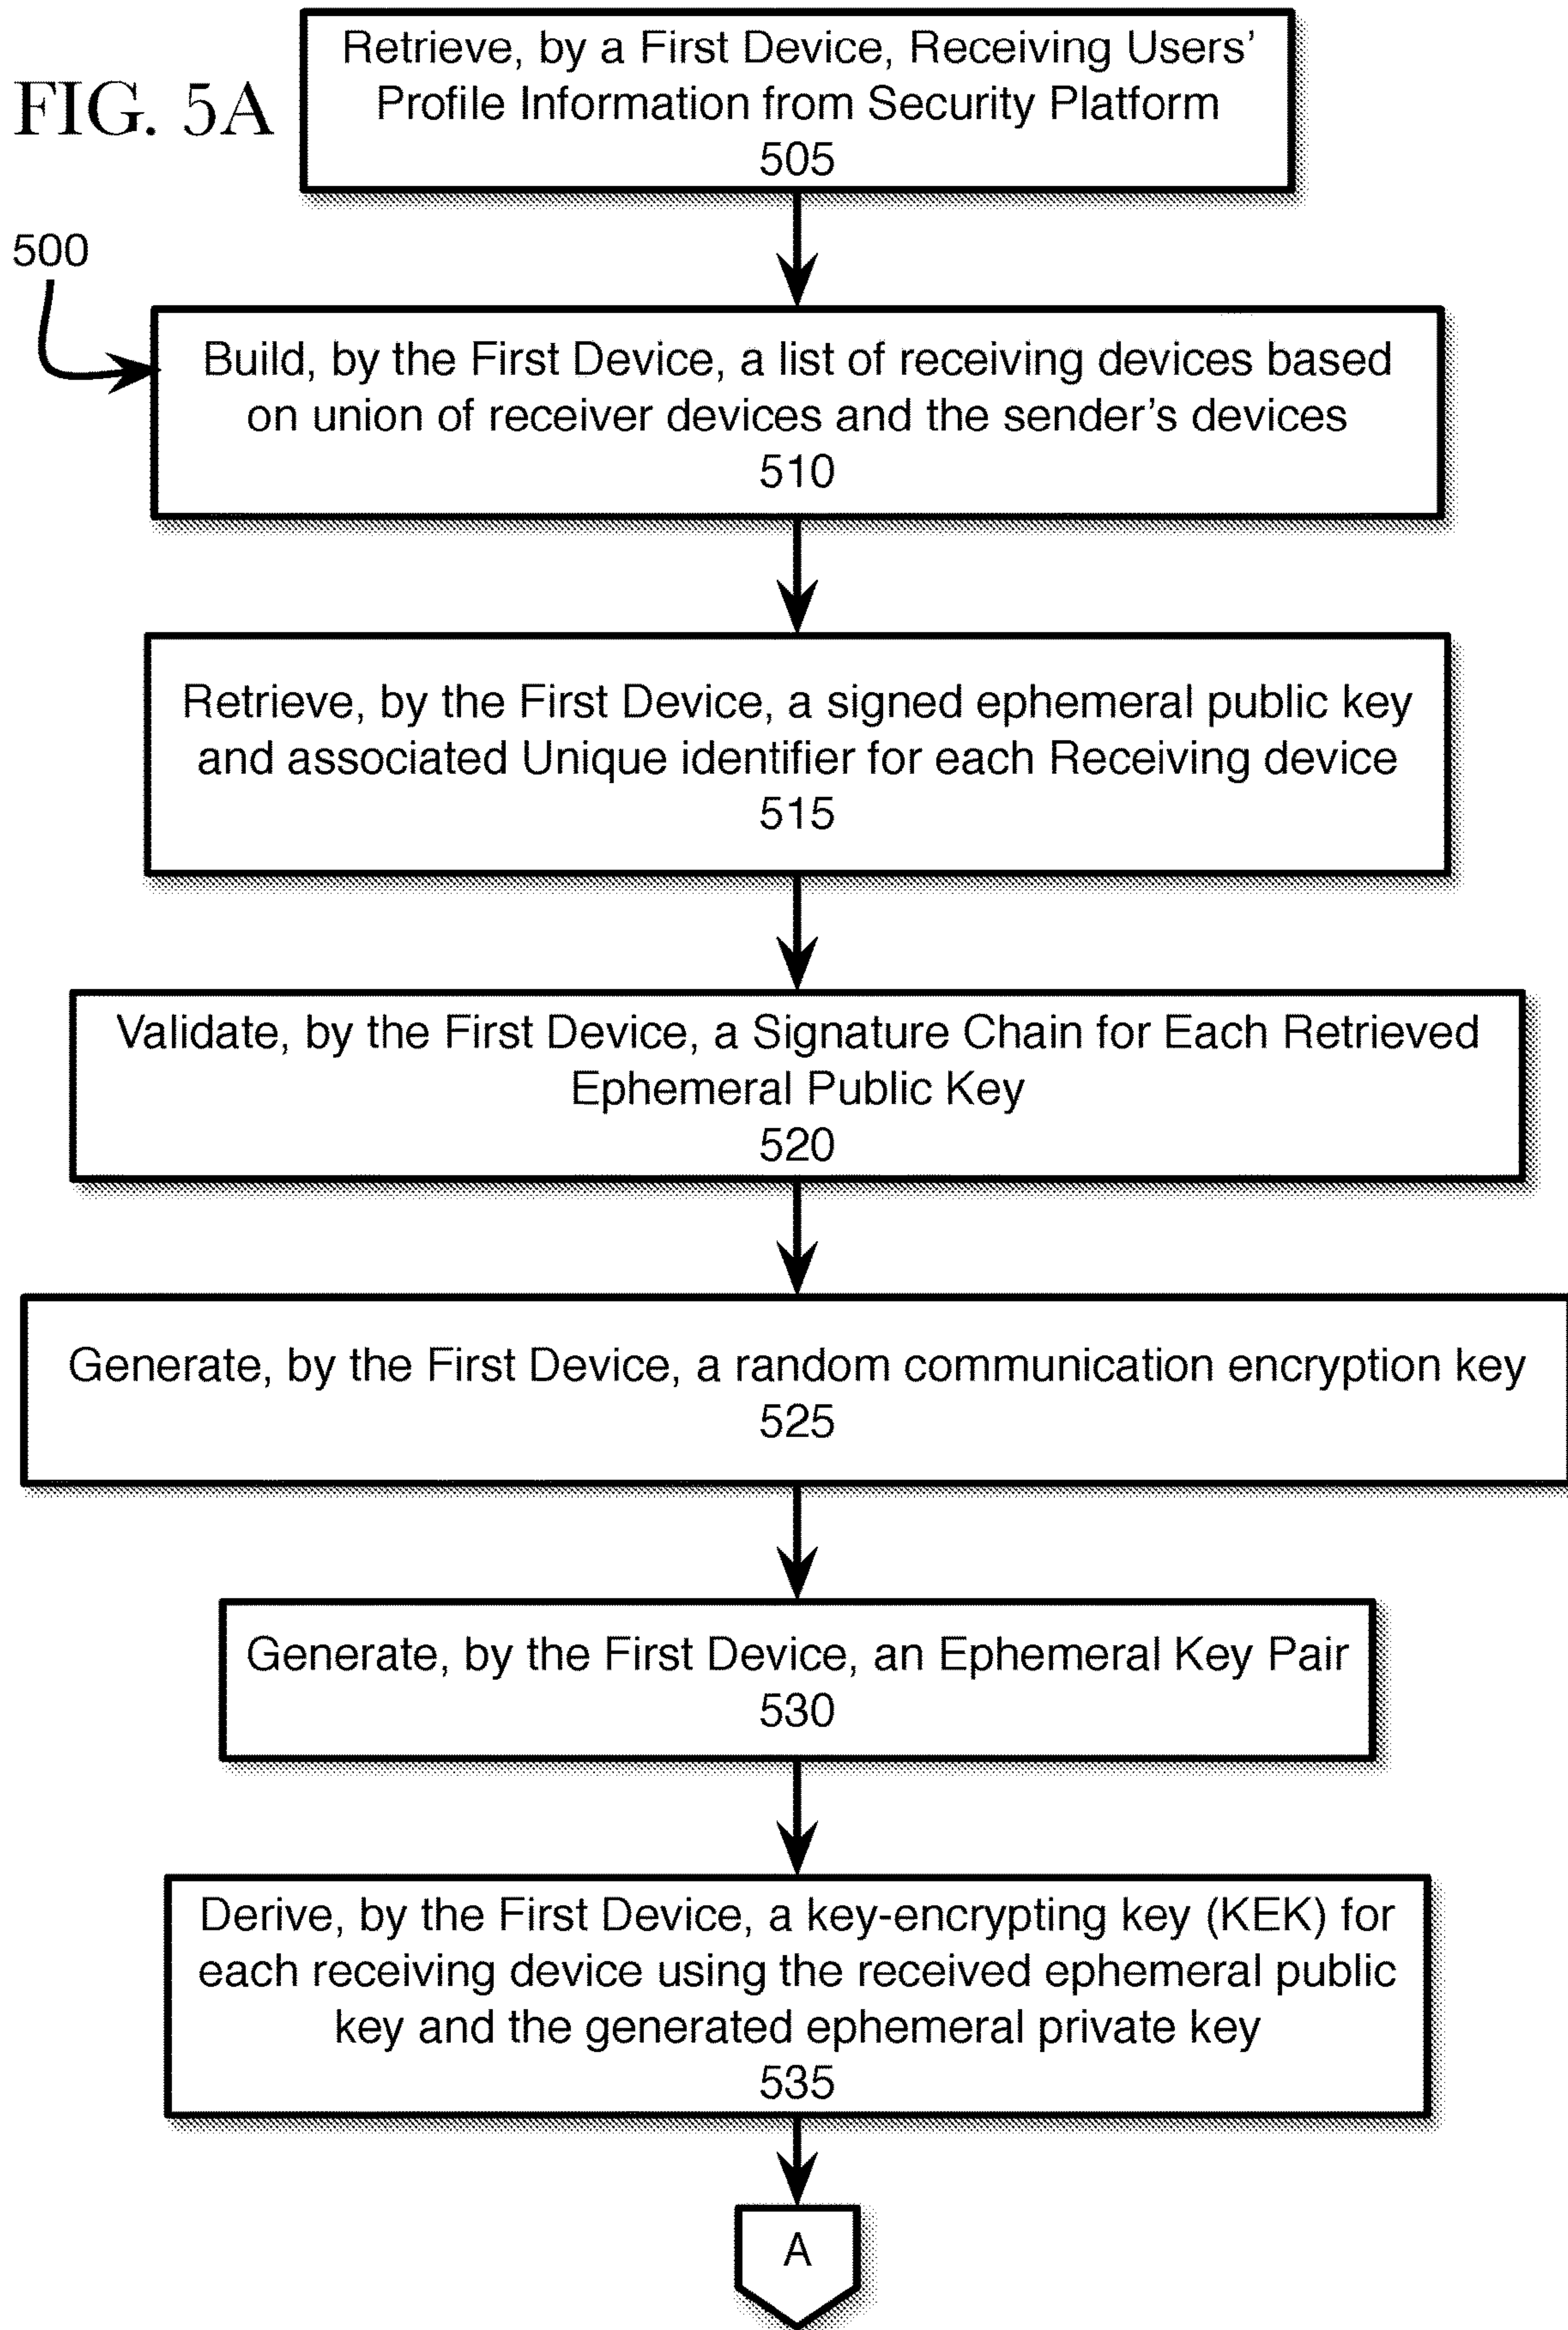 FIG. 5A
Retrieve, by a First Device, Receiving Users’
Profile Information from Security Platform
505
500
Build, by the First Device, a list of receiving devices based
on union of receiver devices and the sender’s devices
510
Retrieve, by the First Device, a signed ephemeral public key
and associated Unique identifier for each Receiving device
515
Validate, by the First Device, a Signature Chain for Each Retrieved
Ephemeral Public Key
520
Generate, by the First Device, a random communication encryption key
525
Generate, by the First Device, an Ephemeral Key Pair
530
Derive, by the First Device, a key-encrypting key (KEK) for
each receiving device using the received ephemeral public
key and the generated ephemeral private key
535
A